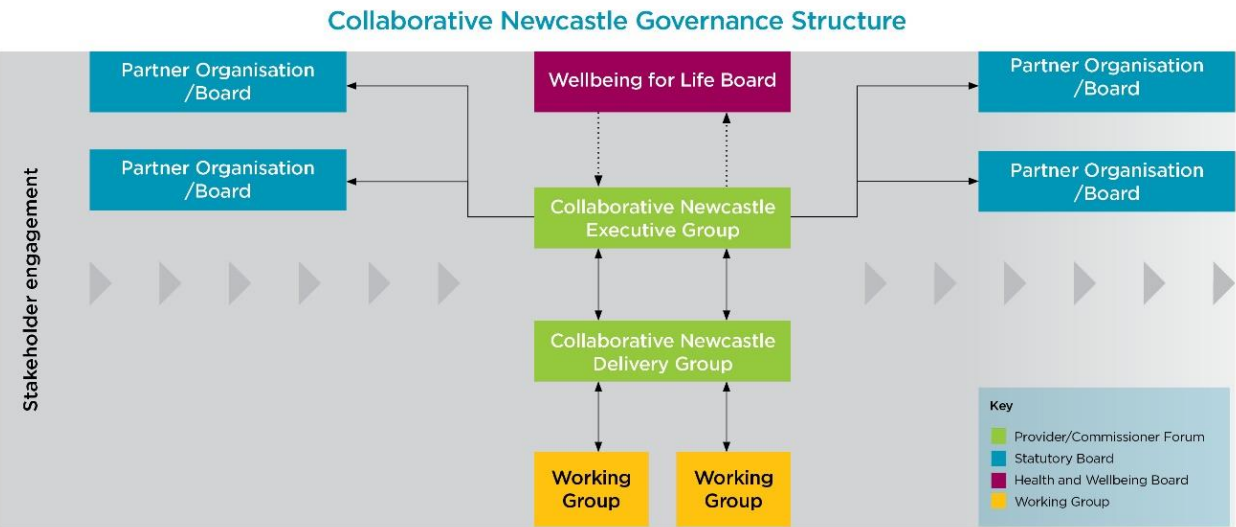 Collaborative Newcastle Governance Structure
Partner Organisation
/Board
Wellbeing for Life Board
Partner Organisation
/Board
Partner Organisation
/Board
Collaborative Newcastle
Executive Group
Partner Organisation
/Board
Stakeholder engagement
Collaborative Newcastle
Delivery Group
Working
Group
Working
Group
Key
Provider/Commissioner Forum
Statutory Board
Health and Wellbeing Board
Working Group